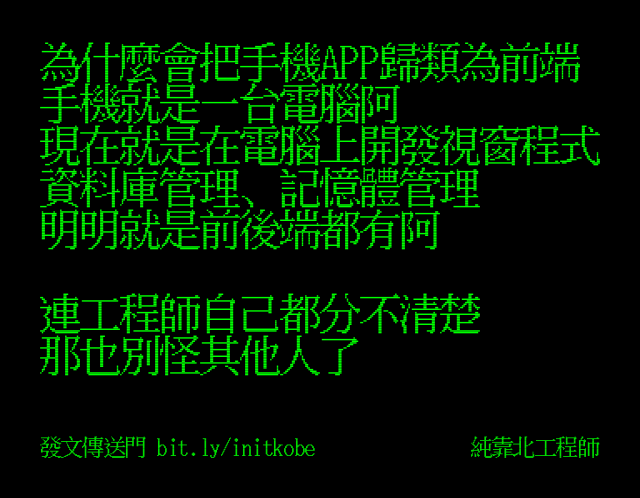 為什麼會把手機APP歸類為前端
手機就是一台電腦阿
現在就是在電腦上開發視窗程式
資料庫管理、記憶體管理
明明就是前後端都有阿
連工程師自己都分不清楚
那也別怪其他人了
發文傳送門 bit.ly/initkobe
純靠北工程師